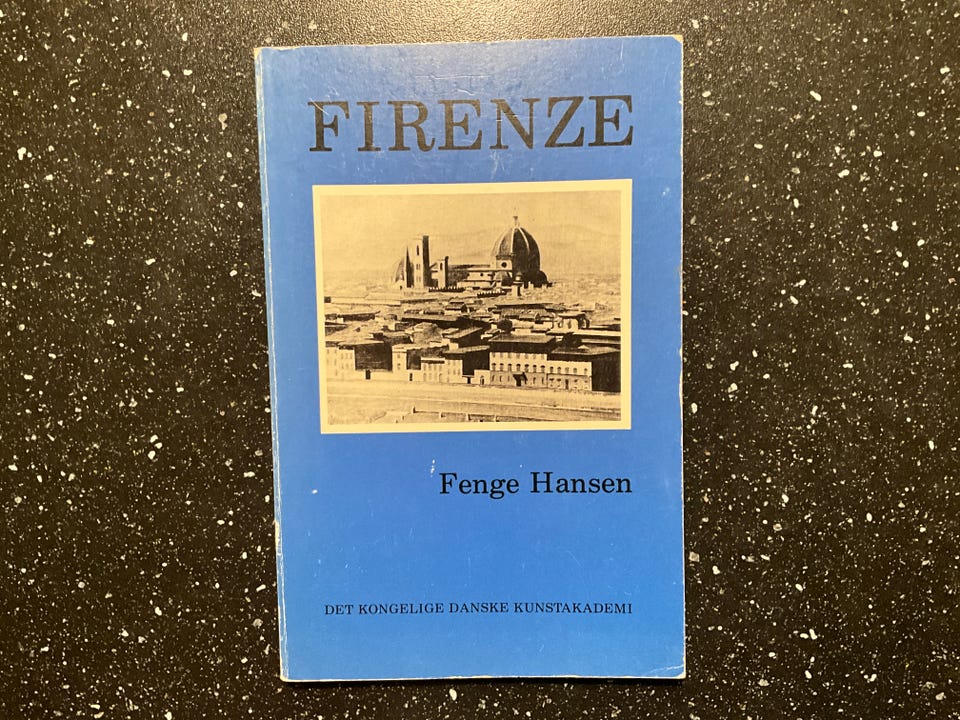 FIRENZE
Fenge Hansen
DET KONGELIGE DANSKE KUNSTAKADEMI